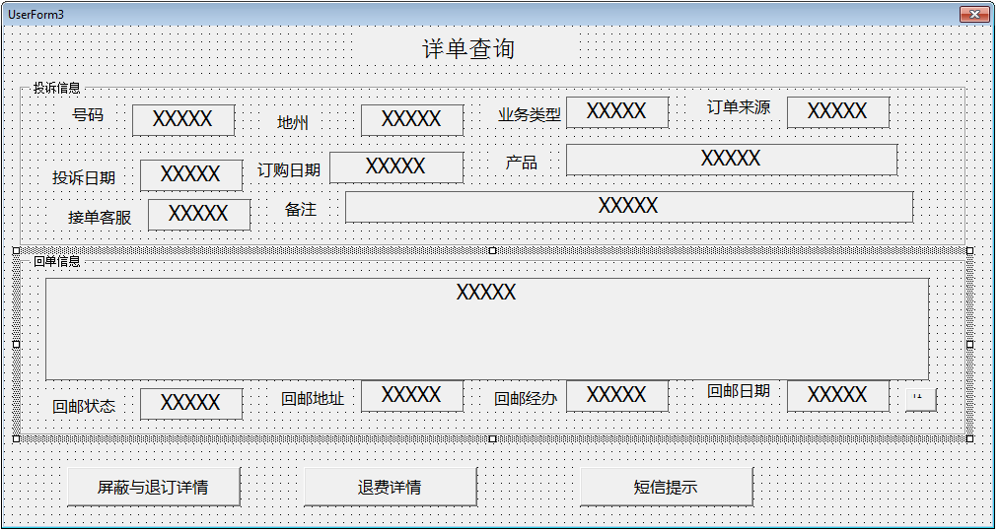 UserForm3
详单查询
投诉信息
号码 XXXXX 地州 XXXXX 业务类型 XXXXX 订单来源 XXXXX
投诉日期 XXXXX 订购日期 XXXXX 产品 XXXXX
接单客服 XXXXX 备注 XXXXX
回单信息
XXXXX
回邮状态 XXXXX 回邮地址 XXXXX 回邮经办 XXXXX 回邮日期 XXXXX
屏蔽与退订详情 退费详情 短信提示